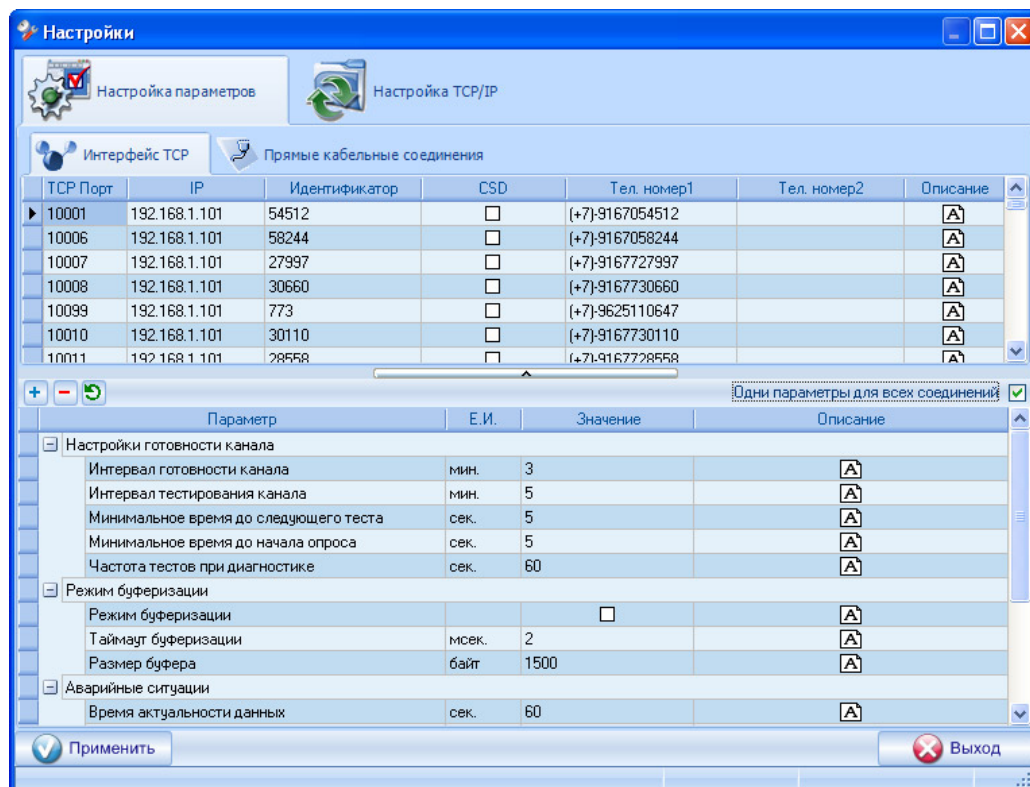 Настройки
Настройка параметров Настройка TCP/IP
Интерфейс TCP Прямые кабельные соединения
TCP Порт IP Идентификатор CSD Тел. номер1 Тел. номер2 Описание
10001 192.168.1.101 54512 (+7)-9167054512 A
10006 192.168.1.101 58244 (+7)-9167058244 A
10007 192.168.1.101 27997 (+7)-9167727997 A
10008 192.168.1.101 30660 (+7)-9167730660 A
10099 192.168.1.101 773 (+7)-9625110647 A
10010 192.168.1.101 30110 (+7)-9167730110 A
10011 192.168.1.101 28558 (+7)-9167728558 A
Одни параметры для всех соединений
Параметр Е.И. Значение Описание
Настройки готовности канала
Интервал готовности канала мин. 3 A
Интервал тестирования канала мин. 5 A
Минимальное время до следующего теста сек. 5 A
Минимальное время до начала опроса сек. 5 A
Частота тестов при диагностике сек. 60 A
Режим буферизации
Режим буферизации A
Таймаут буферизации мсек. 2 A
Размер буфера байт 1500 A
Аварийные ситуации
Время актуальности данных сек. 60 A
Применить Выход